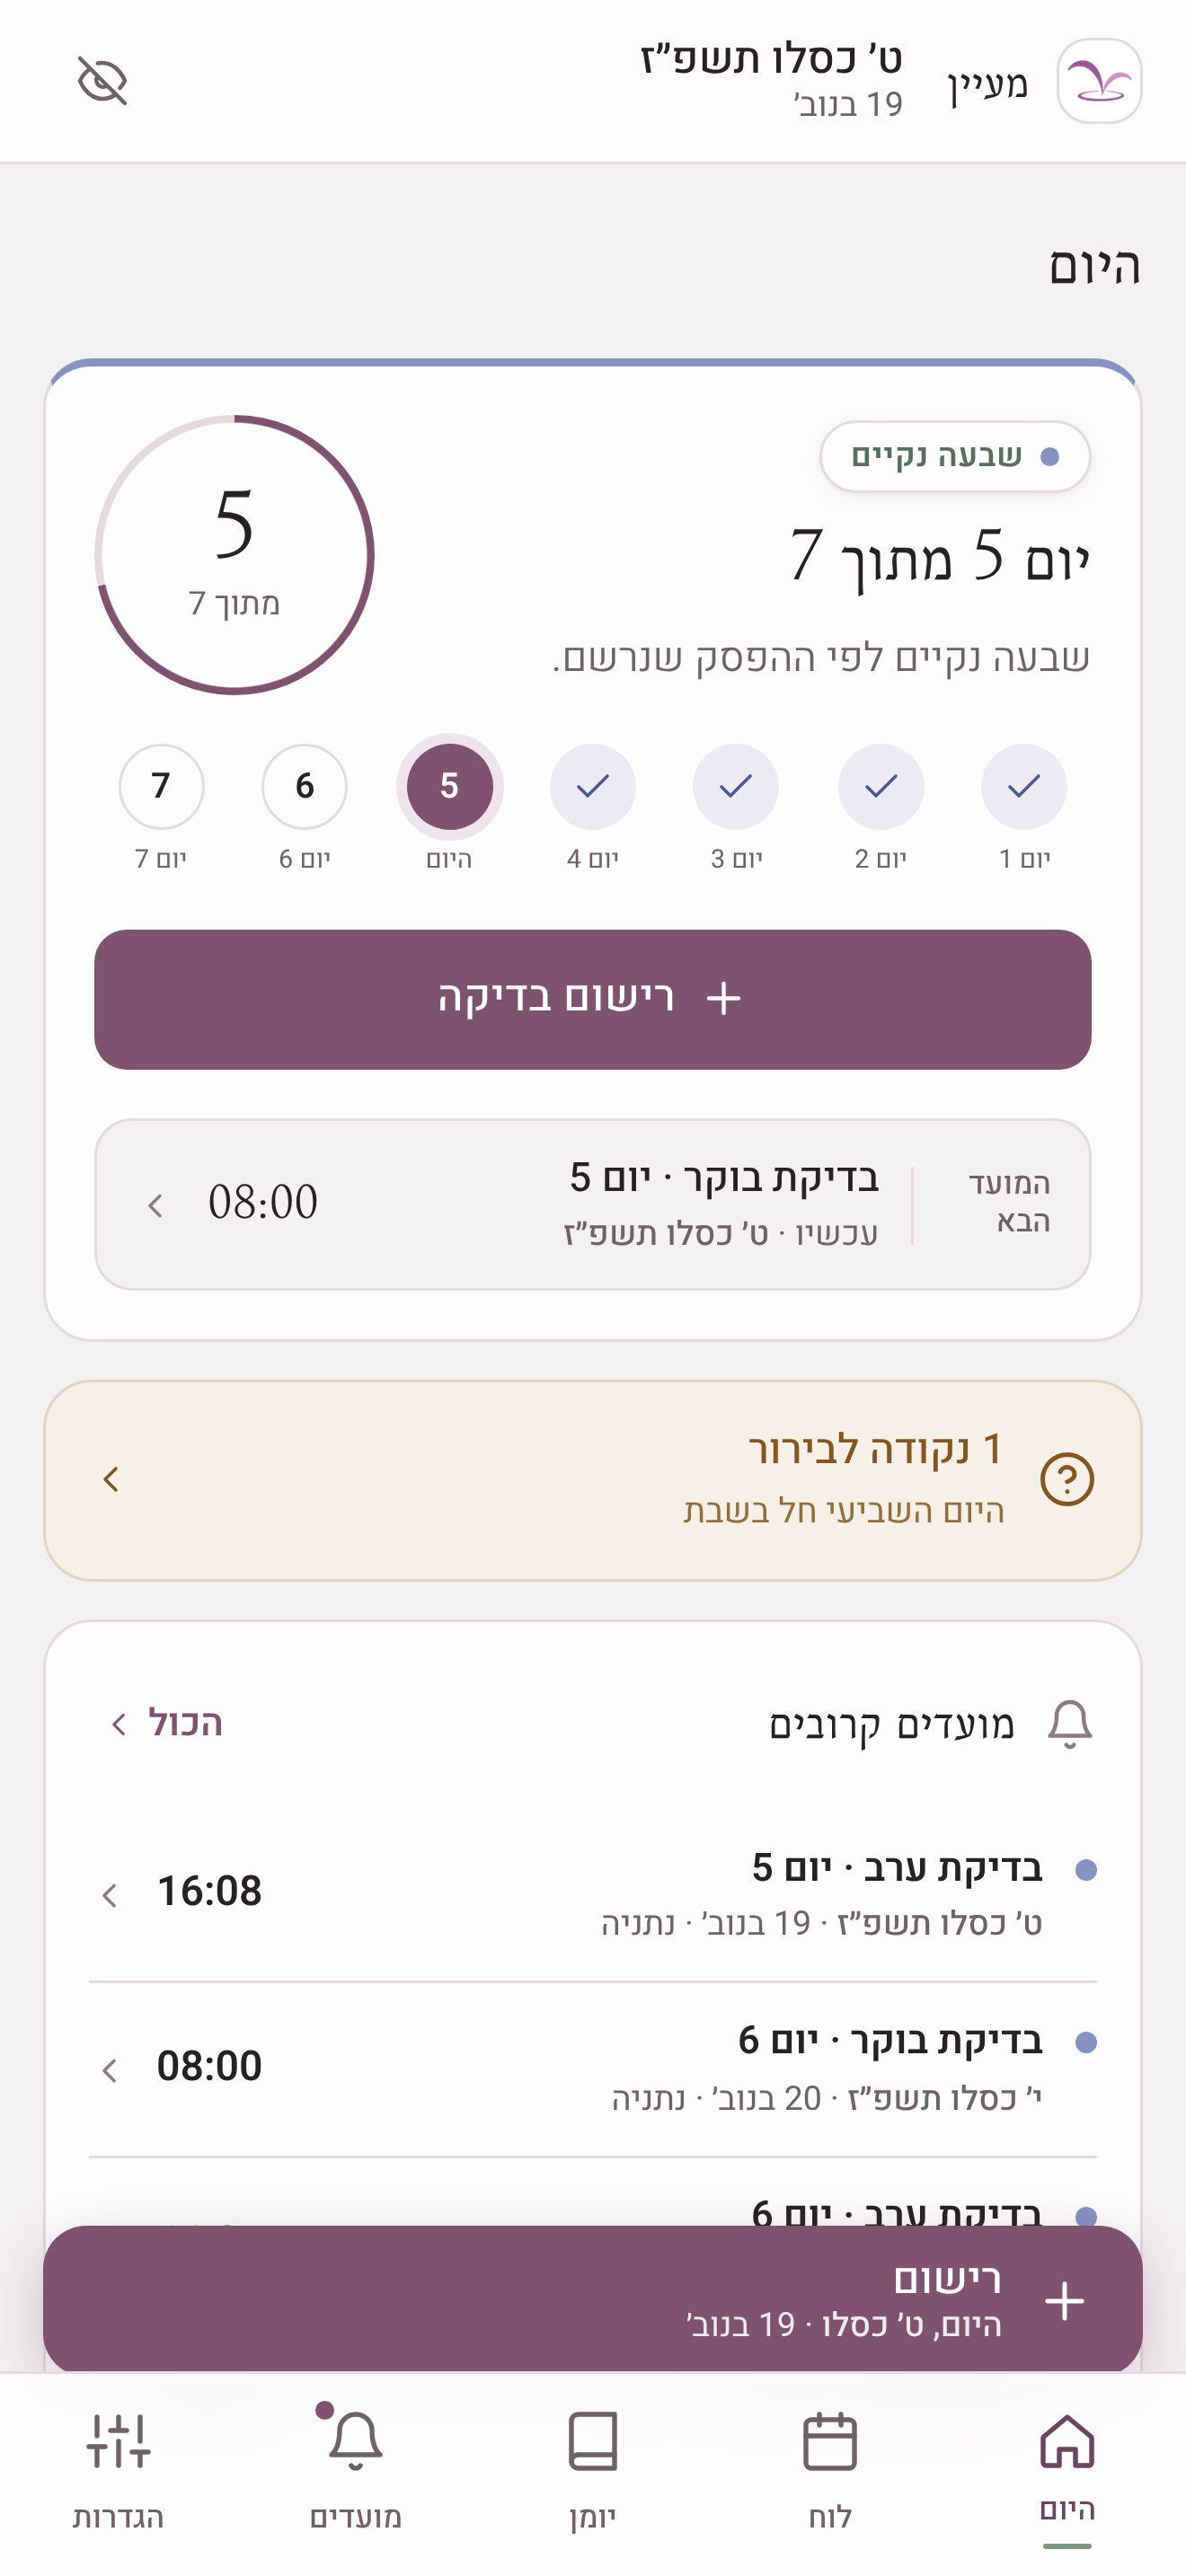 מעיין
ט׳ כסלו תשפ״ז
19 בנוב׳
היום
שבעה נקיים
יום 5 מתוך 7
שבעה נקיים לפי ההפסק שנרשם.
5
מתוך 7
5
6
7
יום 1
יום 2
יום 3
יום 4
היום
יום 6
יום 7
רישום בדיקה
המועד הבא
בדיקת בוקר · יום 5
עכשיו · ט׳ כסלו תשפ״ז
08:00
1 נקודה לבירור
היום השביעי חל בשבת
מועדים קרובים
הכול
בדיקת ערב · יום 5
ט׳ כסלו תשפ״ז · 19 בנוב׳ · נתניה
16:08
בדיקת בוקר · יום 6
י׳ כסלו תשפ״ז · 20 בנוב׳ · נתניה
08:00
בדיקת ערב · יום 6
רישום
היום, ט׳ כסלו · 19 בנוב׳
היום
לוח
יומן
מועדים
הגדרות